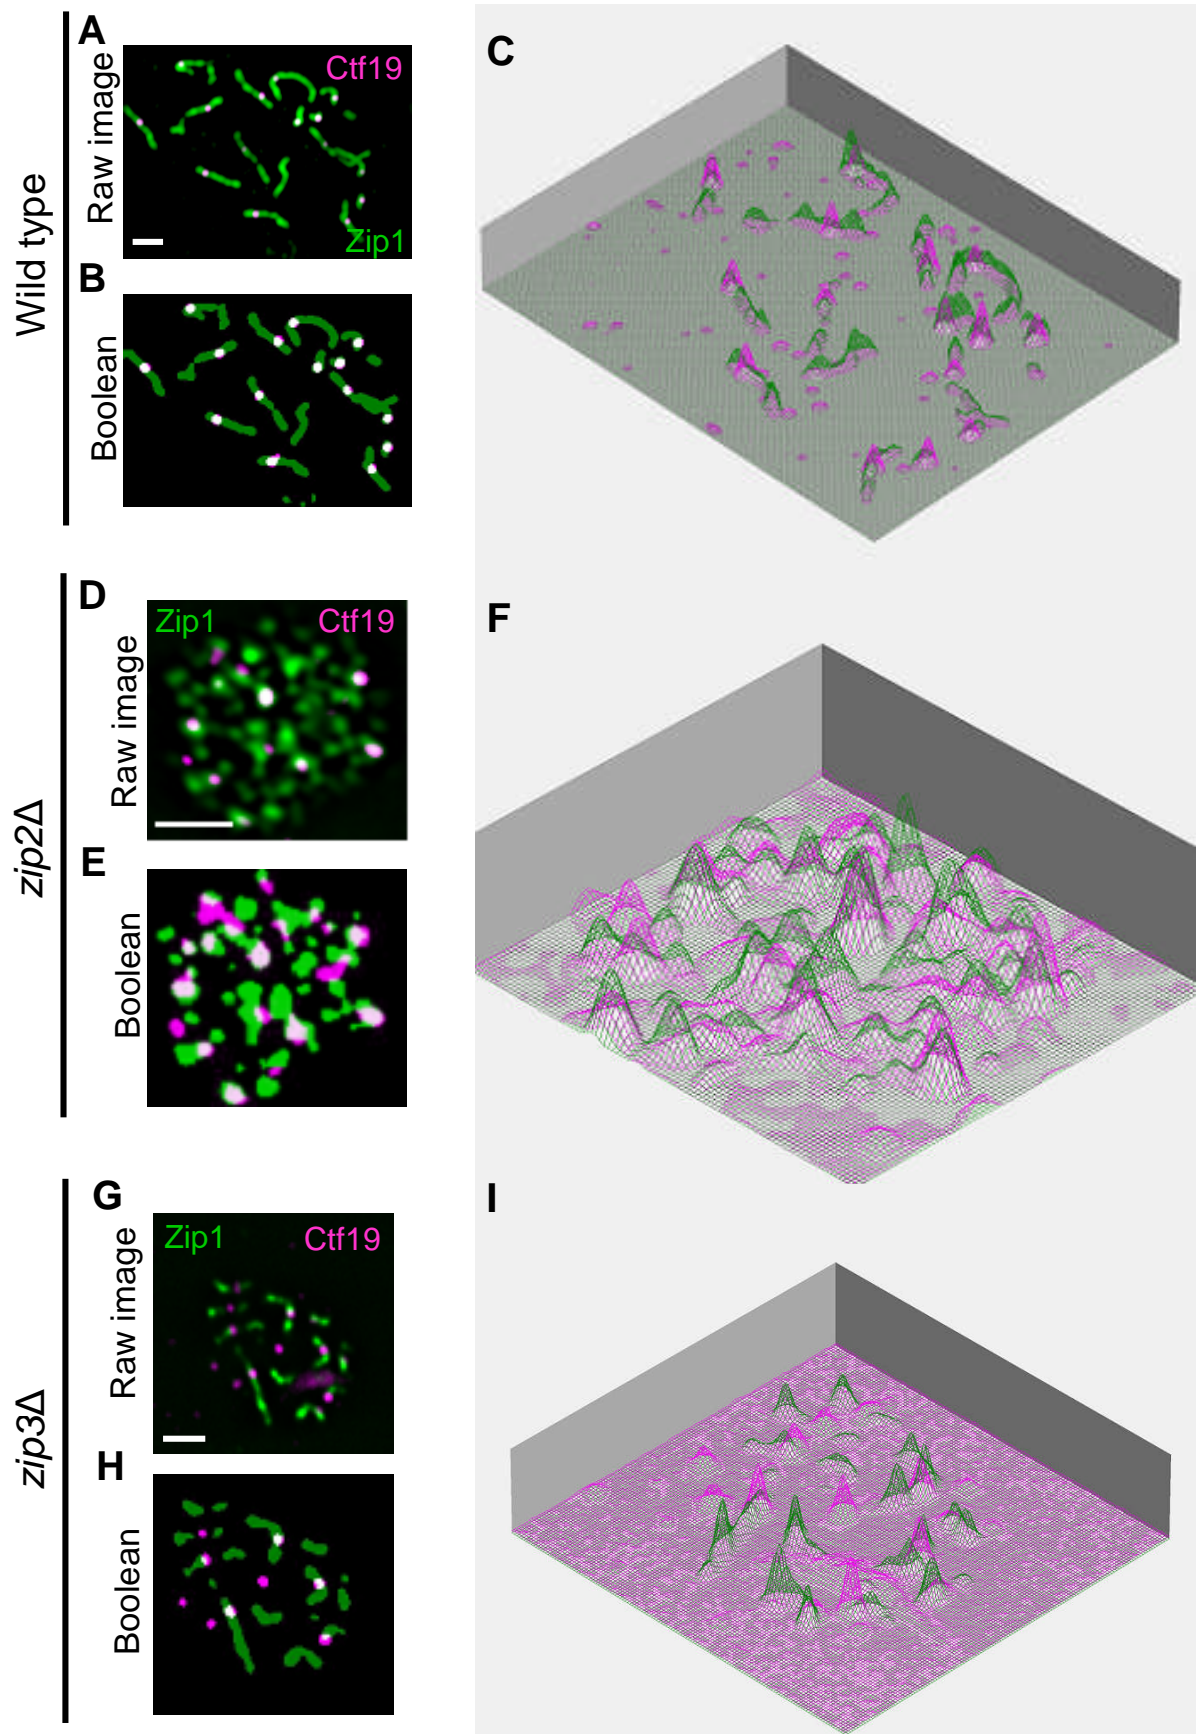 Wild type
A
Raw image
Ctf19
Zip1
B
Boolean
C
zip2Δ
D
Raw image
Zip1 Ctf19
E
Boolean
F
zip3Δ
G
Raw image
Zip1 Ctf19
H
Boolean
I